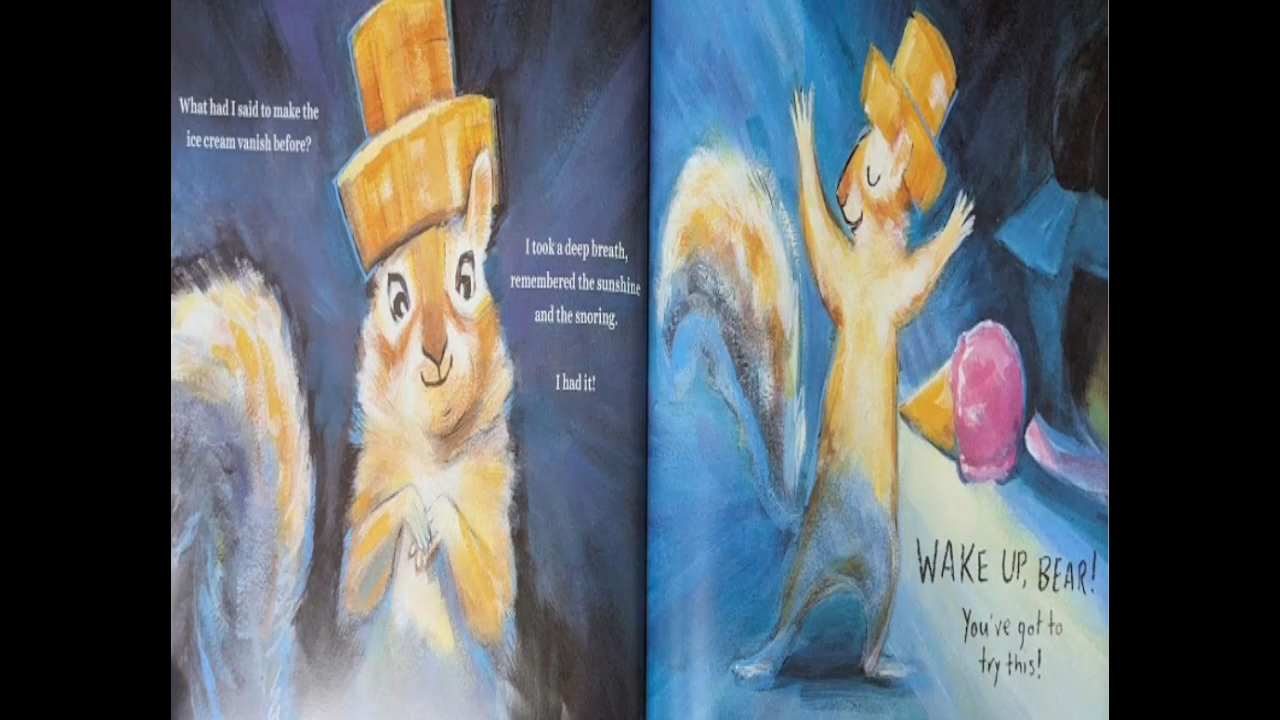 What had I said to make the
ice cream vanish before?
I took a deep breath,
remembered the sunshine
and the snoring.
I had it!
WAKE UP, BEAR!
You've got to
try this!